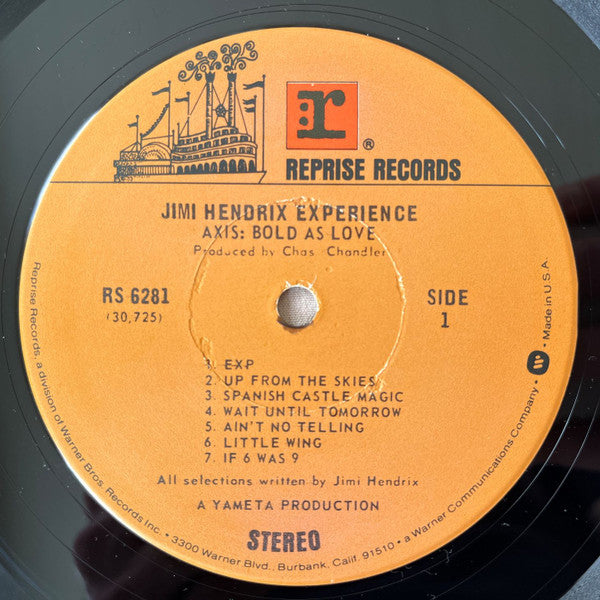 r
®
REPRISE RECORDS
JIMI HENDRIX EXPERIENCE
AXIS: BOLD AS LOVE
Produced by Chas Chandler
RS 6281
(30,725)
SIDE
1
1. EXP
2. UP FROM THE SKIES
3. SPANISH CASTLE MAGIC
4. WAIT UNTIL TOMORROW
5. AIN'T NO TELLING
6. LITTLE WING
7. IF 6 WAS 9
All selections written by Jimi Hendrix
A YAMETA PRODUCTION
STEREO
Reprise Records, a division of Warner Bros. Records Inc. • 3300 Warner Blvd., Burbank, Calif. 91510 • a Warner Communications Company • W • Made in U.S.A.